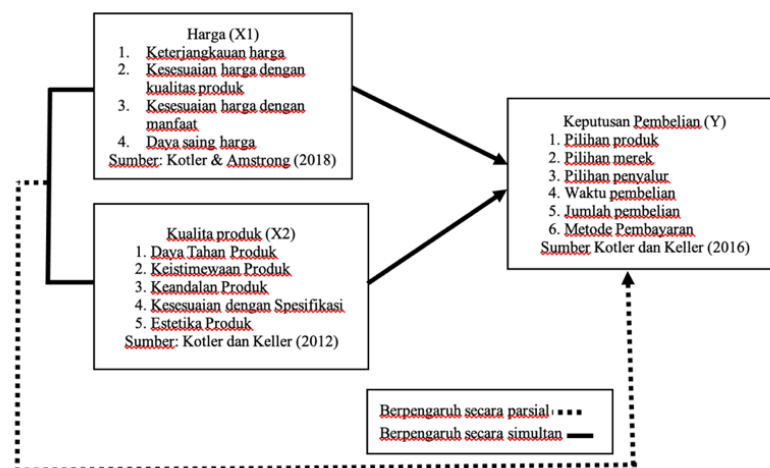 Harga (X1)
1. Keterjangkauan harga
2. Kesesuaian harga dengan
kualitas produk
3. Kesesuaian harga dengan
manfaat
4. Daya saing harga
Sumber: Kotler & Amstrong (2018)
Kualita produk (X2)
1. Daya Tahan Produk
2. Keistimewaan Produk
3. Keandalan Produk
4. Kesesuaian dengan Spesifikasi
5. Estetika Produk
Sumber: Kotler dan Keller (2012)
Keputusan Pembelian (Y)
1. Pilihan produk
2. Pilihan merek
3. Pilihan penyalur
4. Waktu pembelian
5. Jumlah pembelian
6. Metode Pembayaran
Sumber Kotler dan Keller (2016)
Berpengaruh secara parsial
Berpengaruh secara simultan